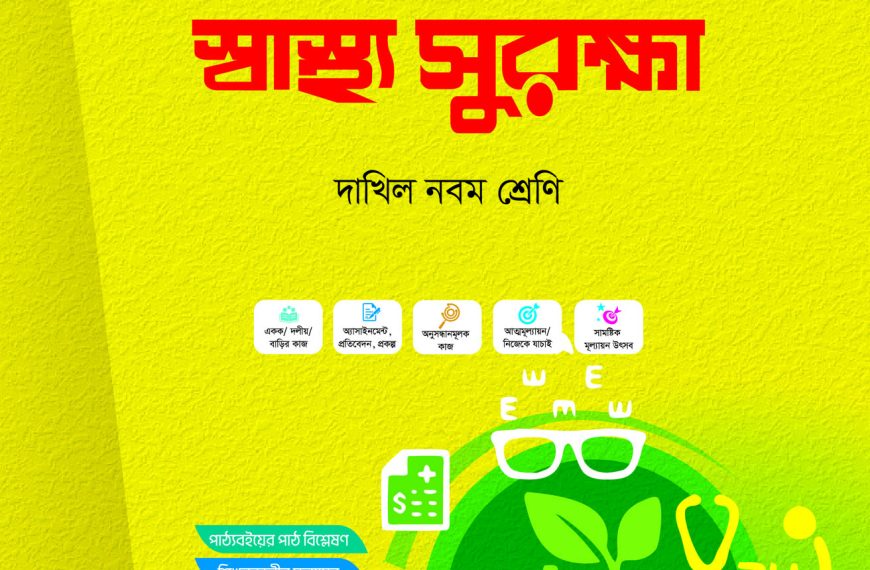 স্বাস্থ্য সুরক্ষা
দাখিল নবম শ্রেণি
একক/ দলীয়/
বাড়ির কাজ
অ্যাসাইনমেন্ট,
প্রতিবেদন, প্রকল্প
অনুসন্ধানমূলক
কাজ
আত্মমূল্যায়ন/
নিজেকে যাচাই
সামষ্টিক
মূল্যায়ন উৎসব
E E
E E E
$
পাঠ্যবইয়ের পাঠ বিশ্লেষণ